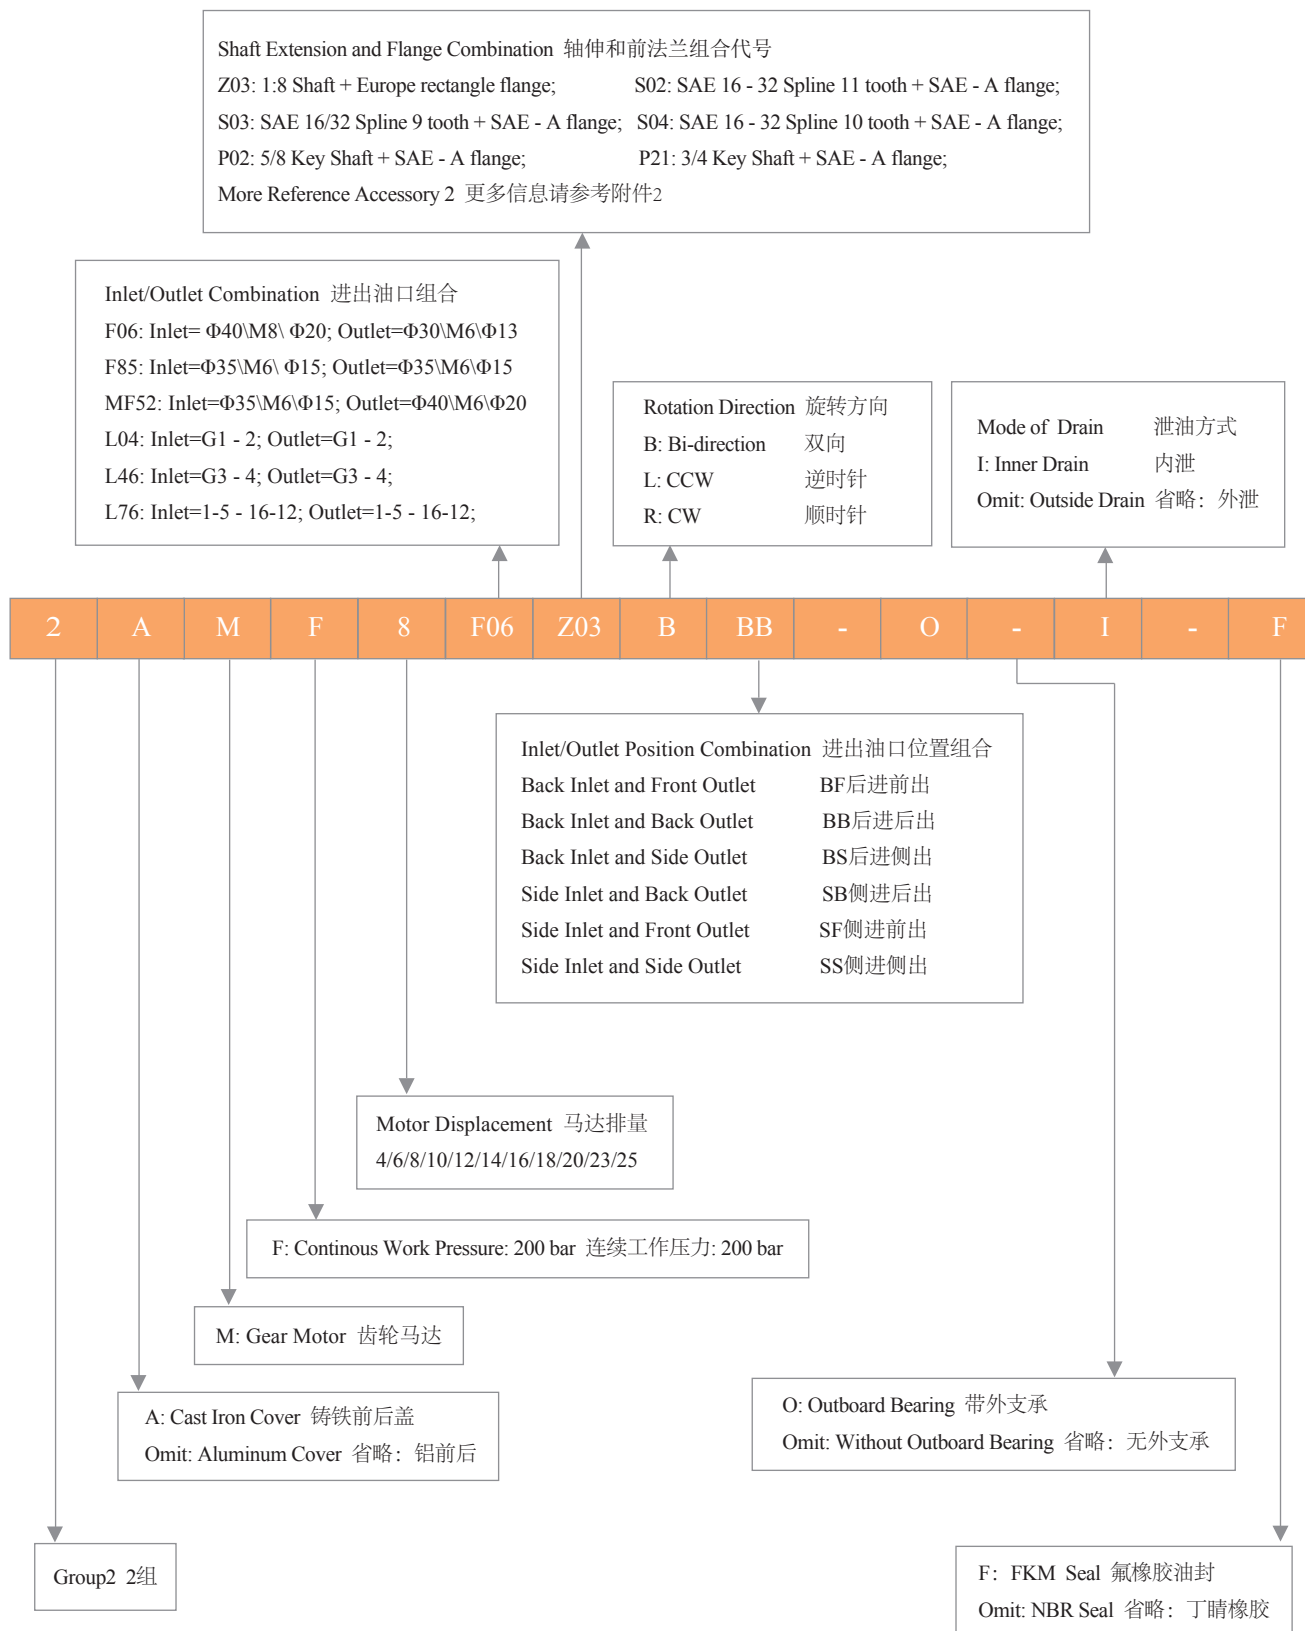 Shaft Extension and Flange Combination 轴伸和前法兰组合代号
Z03: 1:8 Shaft + Europe rectangle flange; S02: SAE 16 - 32 Spline 11 tooth + SAE - A flange;
S03: SAE 16/32 Spline 9 tooth + SAE - A flange; S04: SAE 16 - 32 Spline 10 tooth + SAE - A flange;
P02: 5/8 Key Shaft + SAE - A flange; P21: 3/4 Key Shaft + SAE - A flange;
More Reference Accessory 2 更多信息请参考附件2
Inlet/Outlet Combination 进出油口组合
F06: Inlet= Φ40\M8\ Φ20; Outlet=Φ30\M6\Φ13
F85: Inlet=Φ35\M6\ Φ15; Outlet=Φ35\M6\Φ15
MF52: Inlet=Φ35\M6\Φ15; Outlet=Φ40\M6\Φ20
L04: Inlet=G1 - 2; Outlet=G1 - 2;
L46: Inlet=G3 - 4; Outlet=G3 - 4;
L76: Inlet=1-5 - 16-12; Outlet=1-5 - 16-12;
Rotation Direction 旋转方向
B: Bi-direction 双向
L: CCW 逆时针
R: CW 顺时针
Mode of Drain 泄油方式
I: Inner Drain 内泄
Omit: Outside Drain 省略：外泄
2 A M F 8 F06 Z03 B BB - O - I - F
Inlet/Outlet Position Combination 进出油口位置组合
Back Inlet and Front Outlet BF后进前出
Back Inlet and Back Outlet BB后进后出
Back Inlet and Side Outlet BS后进侧出
Side Inlet and Back Outlet SB侧进后出
Side Inlet and Front Outlet SF侧进前出
Side Inlet and Side Outlet SS侧进侧出
Motor Displacement 马达排量
4/6/8/10/12/14/16/18/20/23/25
F: Continous Work Pressure: 200 bar 连续工作压力: 200 bar
M: Gear Motor 齿轮马达
A: Cast Iron Cover 铸铁前后盖
Omit: Aluminum Cover 省略：铝前后
O: Outboard Bearing 带外支承
Omit: Without Outboard Bearing 省略：无外支承
Group2 2组
F：FKM Seal 氟橡胶油封
Omit: NBR Seal 省略：丁睛橡胶